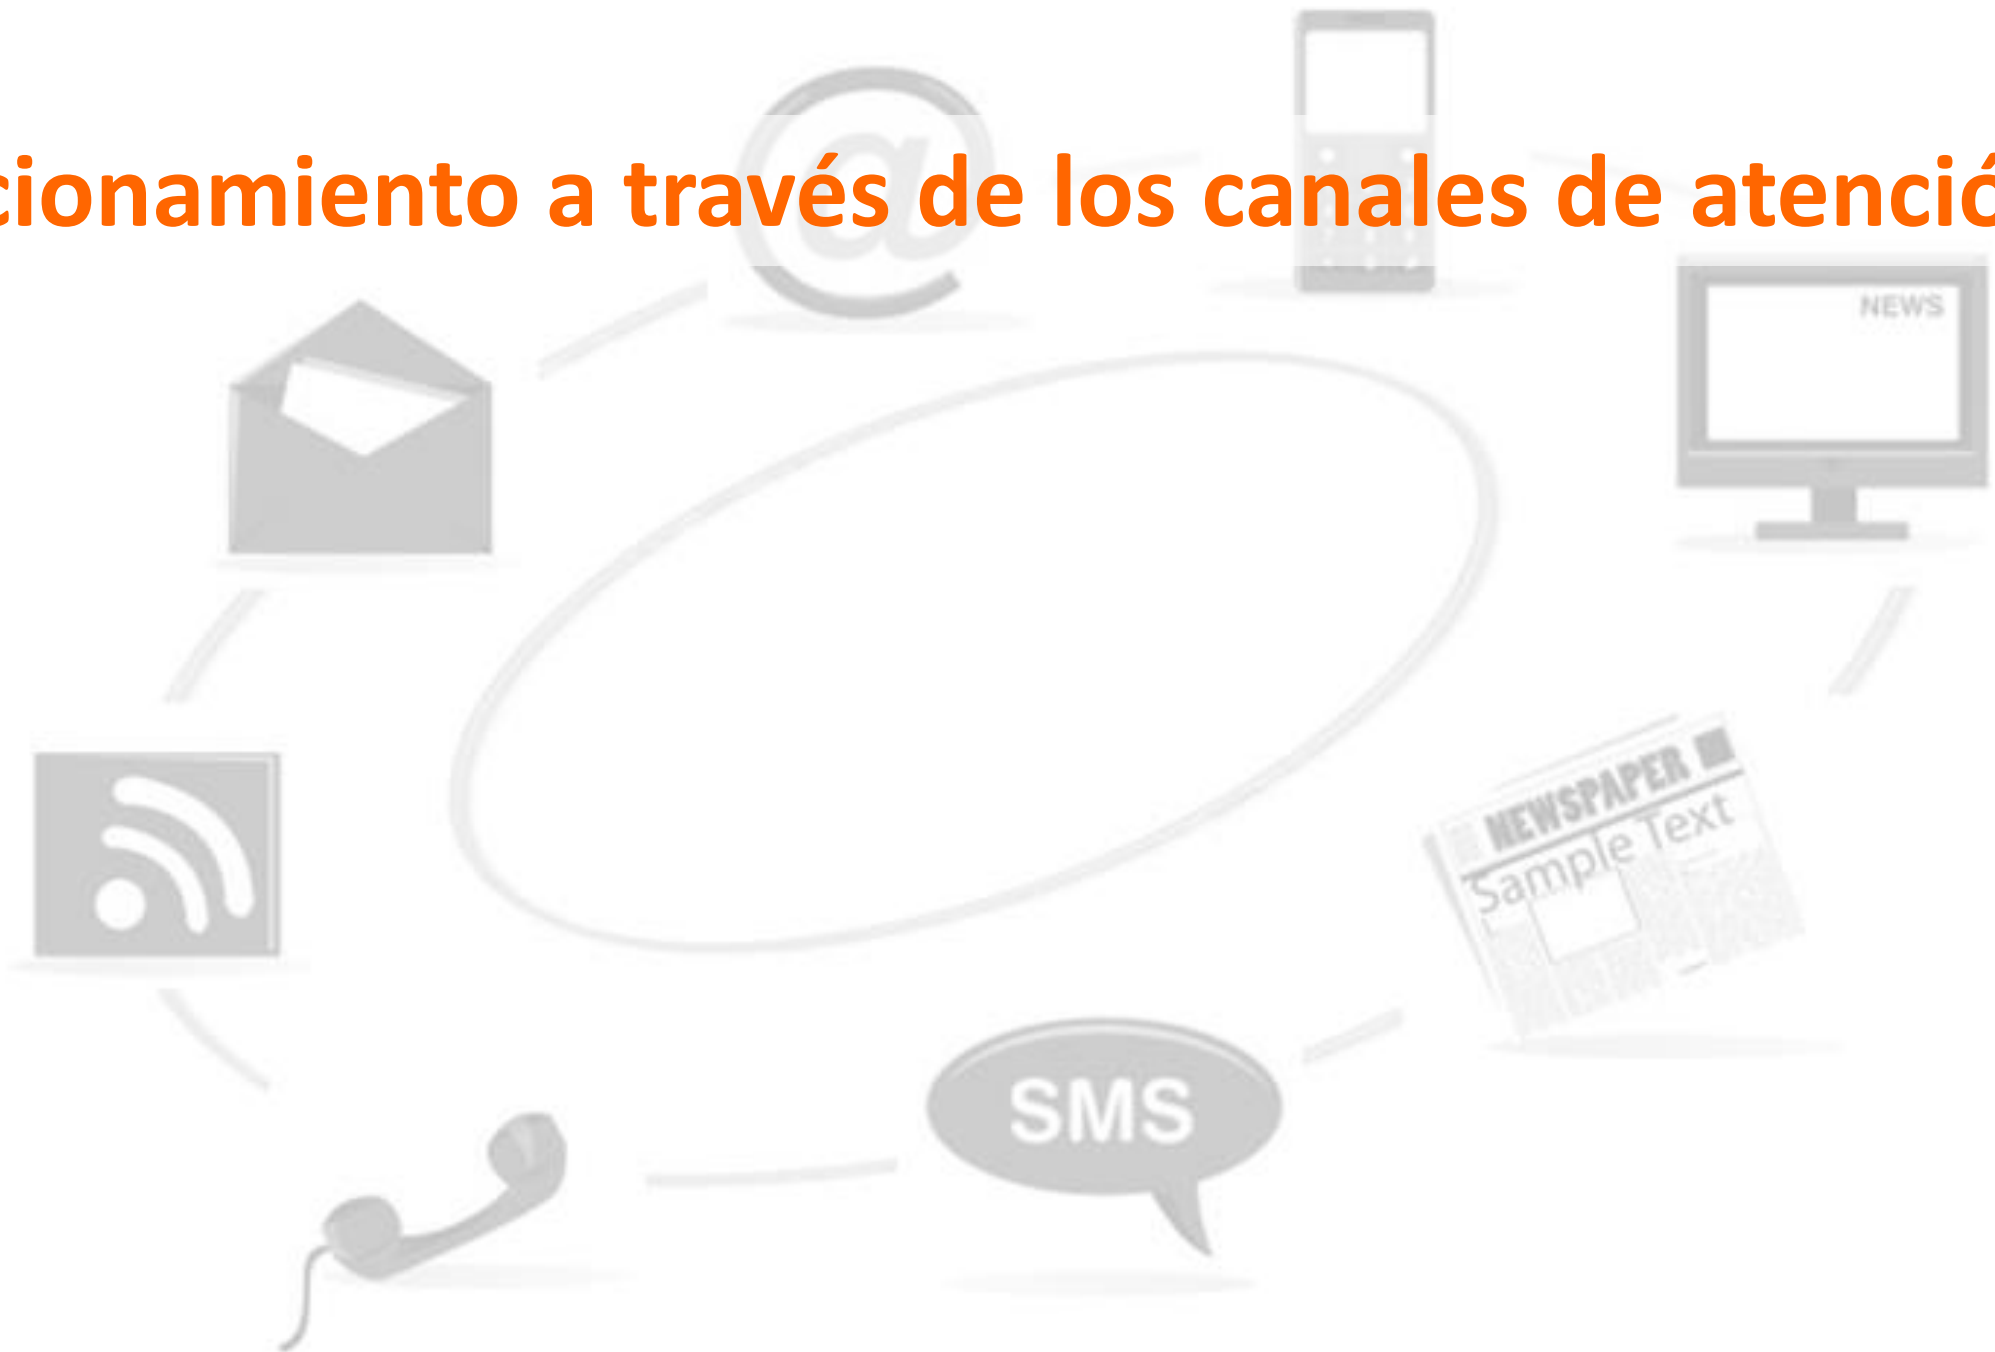 cionamiento a través de los canales de atenció
NEWS
NEWSPAPER
Sample Text
SMS